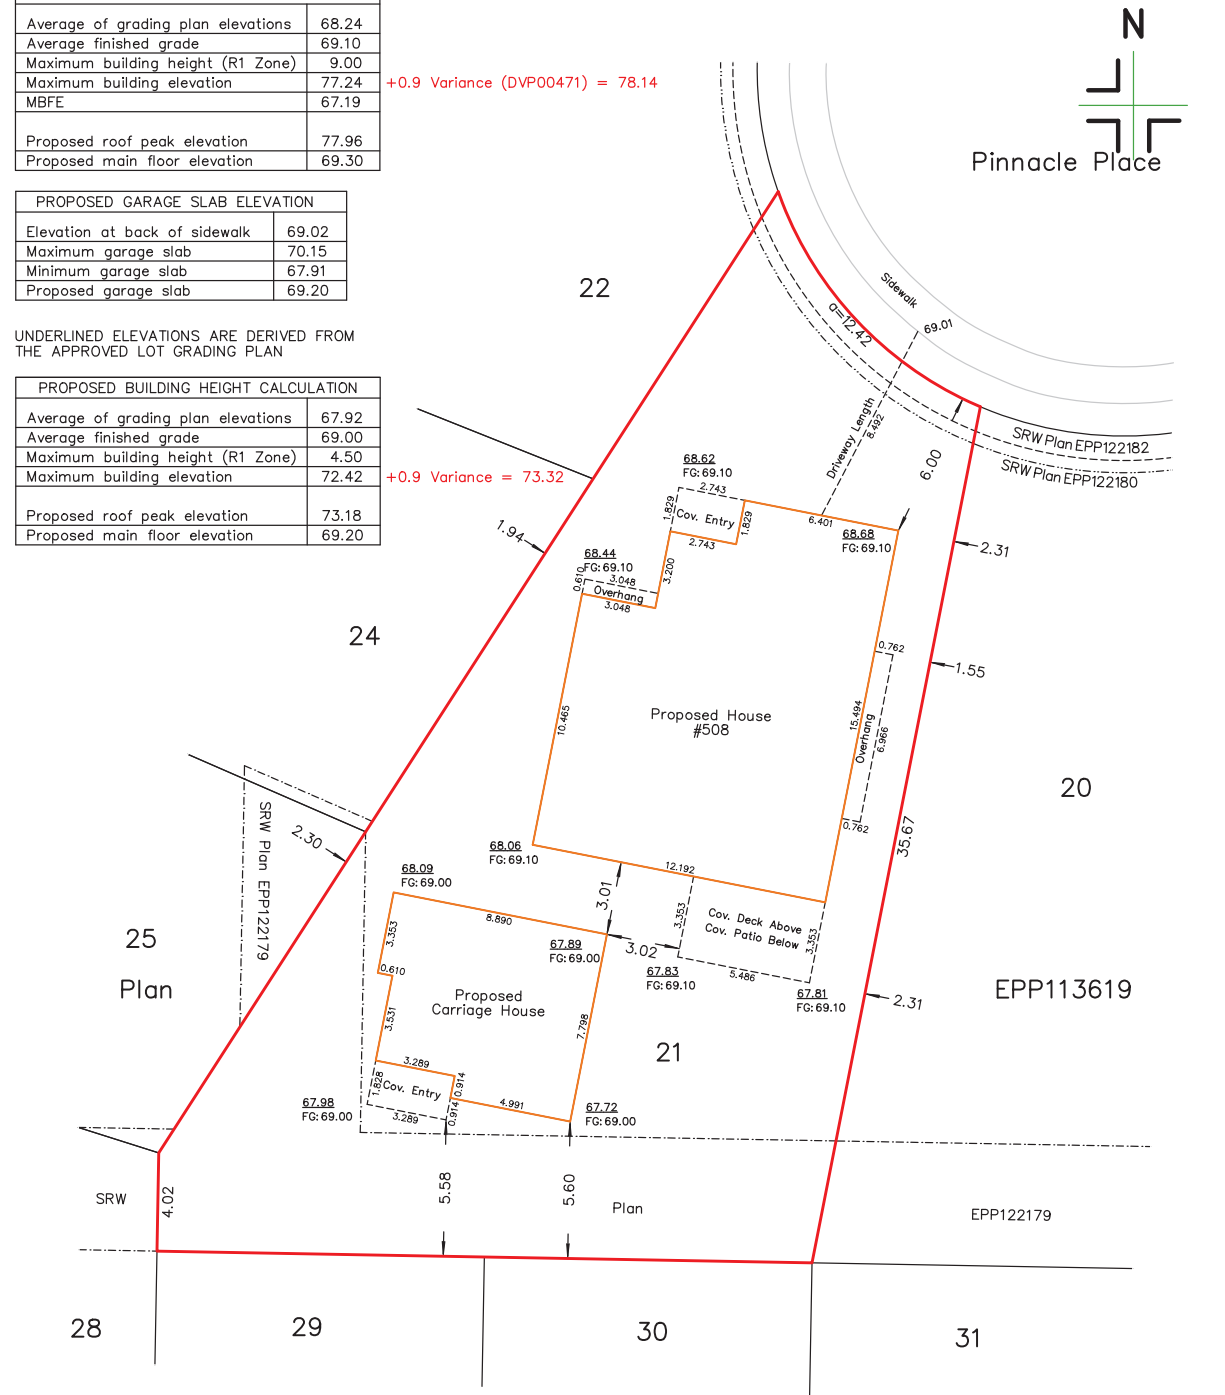 Average of grading plan elevations 68.24
Average finished grade 69.10
Maximum building height (R1 Zone) 9.00
Maximum building elevation 77.24 +0.9 Variance (DVP00471) = 78.14
MBFE 67.19
Proposed roof peak elevation 77.96
Proposed main floor elevation 69.30
N
Pinnacle Place
PROPOSED GARAGE SLAB ELEVATION
Elevation at back of sidewalk 69.02
Maximum garage slab 70.15
Minimum garage slab 67.91
Proposed garage slab 69.20
UNDERLINED ELEVATIONS ARE DERIVED FROM
THE APPROVED LOT GRADING PLAN
PROPOSED BUILDING HEIGHT CALCULATION
Average of grading plan elevations 67.92
Average finished grade 69.00
Maximum building height (R1 Zone) 4.50
Maximum building elevation 72.42 +0.9 Variance = 73.32
Proposed roof peak elevation 73.18
Proposed main floor elevation 69.20
22
Sidewalk
69.01
a=12.42
Driveway Length
8.492
SRW Plan EPP122182
SRW Plan EPP122180
6.00
68.62
FG: 69.10
2.743
1.829
Cov. Entry
1.829
2.743
6.401
68.68
FG: 69.10
2.31
1.94
68.44
FG: 69.10
0.610
3.048
Overhang
3.048
3.200
24
0.762
1.55
10.465
Proposed House
#508
15.494
Overhang
6.966
20
0.762
35.67
SRW Plan EPP122179
2.30
68.06
FG: 69.10
12.192
68.09
FG: 69.00
3.01
8.890
3.353
Cov. Deck Above
Cov. Patio Below
3.353
3.353
25
67.89
FG: 69.00
3.02
0.610
67.83
FG: 69.10
5.486
67.81
FG: 69.10
2.31
Plan
EPP113619
Proposed
Carriage House
3.531
7.798
21
3.289
1.828
Cov. Entry
0.914
67.98
FG: 69.00
3.289
0.914
4.991
67.72
FG: 69.00
SRW
4.02
5.58
5.60
Plan
EPP122179
28
29
30
31